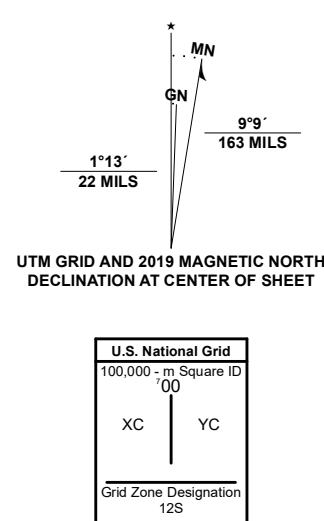 ★
MN
GN
9°9´
163 MILS
1°13´
22 MILS
UTM GRID AND 2019 MAGNETIC NORTH
DECLINATION AT CENTER OF SHEET
U.S. National Grid
100,000 - m Square ID
⁷00
XC YC
Grid Zone Designation
12S